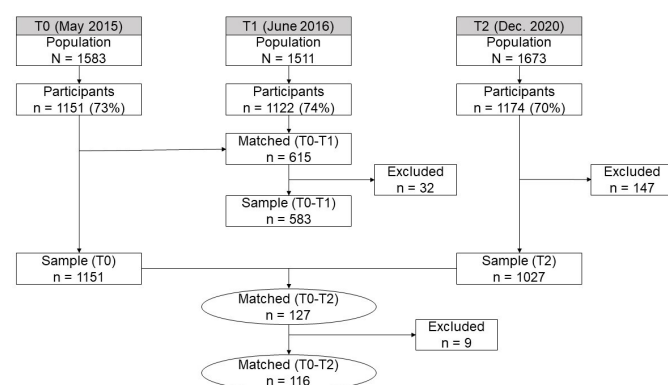 T0 (May 2015)
Population
N = 1583
T1 (June 2016)
Population
N = 1511
T2 (Dec. 2020)
Population
N = 1673
Participants
n = 1151 (73%)
Participants
n = 1122 (74%)
Participants
n = 1174 (70%)
Matched (T0-T1)
n = 615
Excluded
n = 32
Excluded
n = 147
Sample (T0-T1)
n = 583
Sample (T0)
n = 1151
Sample (T2)
n = 1027
Matched (T0-T2)
n = 127
Excluded
n = 9
Matched (T0-T2)
n = 116